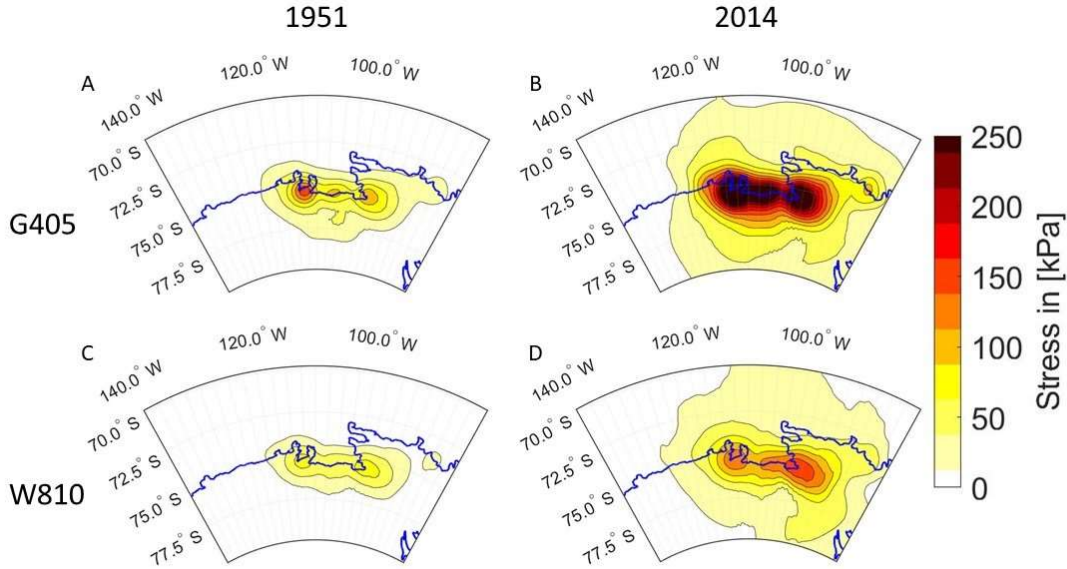 1951
2014
A
120.0° W
100.0° W
140.0° W
70.0° S
72.5° S
75.0° S
77.5° S
B
120.0° W
100.0° W
140.0° W
70.0° S
72.5° S
75.0° S
77.5° S
G405
C
120.0° W
100.0° W
140.0° W
70.0° S
72.5° S
75.0° S
77.5° S
D
120.0° W
100.0° W
140.0° W
70.0° S
72.5° S
75.0° S
77.5° S
W810
250
200
150
100
50
0
Stress in [kPa]